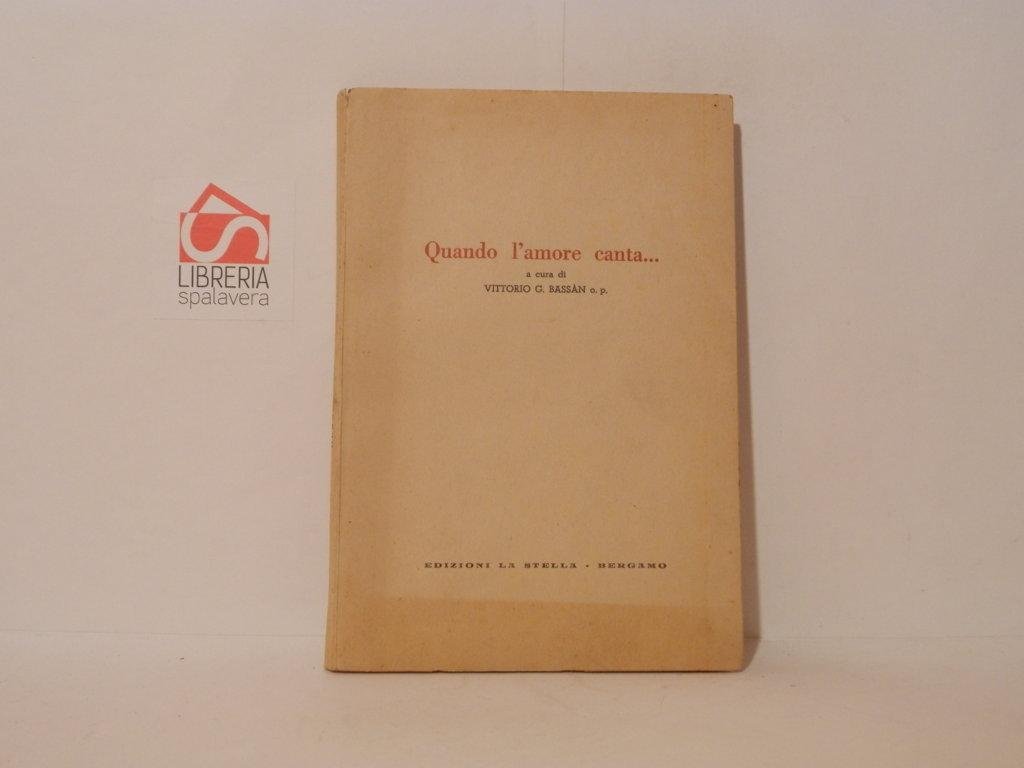 LIBRERIA
spalavera
Quando l'amore canta...
a cura di
VITTORIO G. BASSÀN o. p.
EDIZIONI LA STELLA - BERGAMO